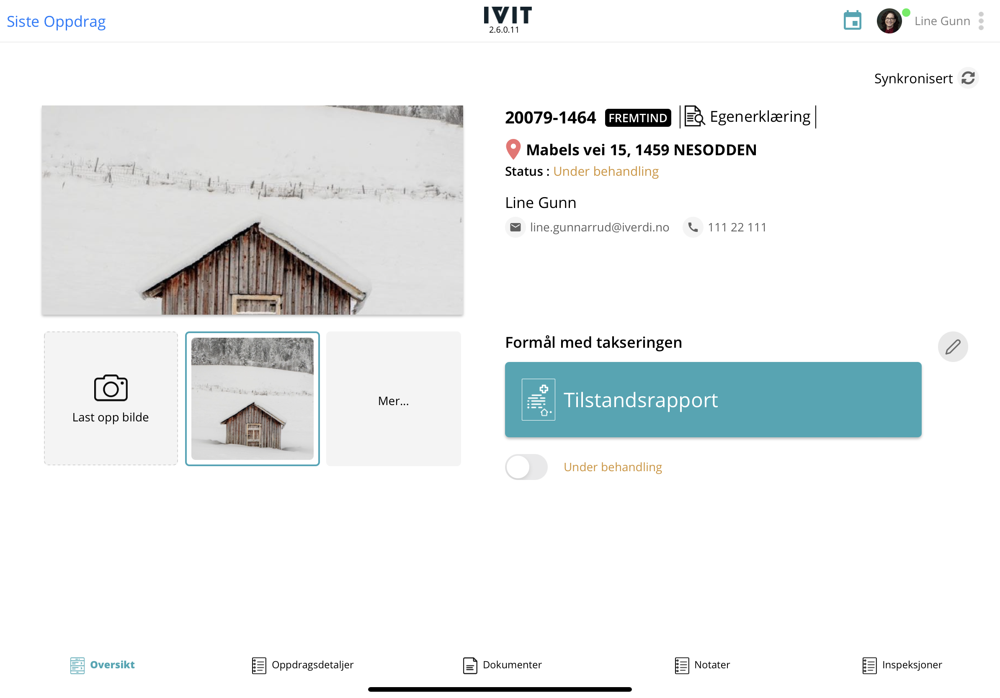 Siste Oppdrag
IVIT
2.6.0.11
Line Gunn
Synkronisert
20079-1464 FREMTIND Egenerklæring
Mabels vei 15, 1459 NESODDEN
Status : Under behandling
Line Gunn
line.gunnarrud@iverdi.no 111 22 111
Last opp bilde
Mer...
Formål med takseringen
Tilstandsrapport
Under behandling
Oversikt
Oppdragsdetaljer
Dokumenter
Notater
Inspeksjoner